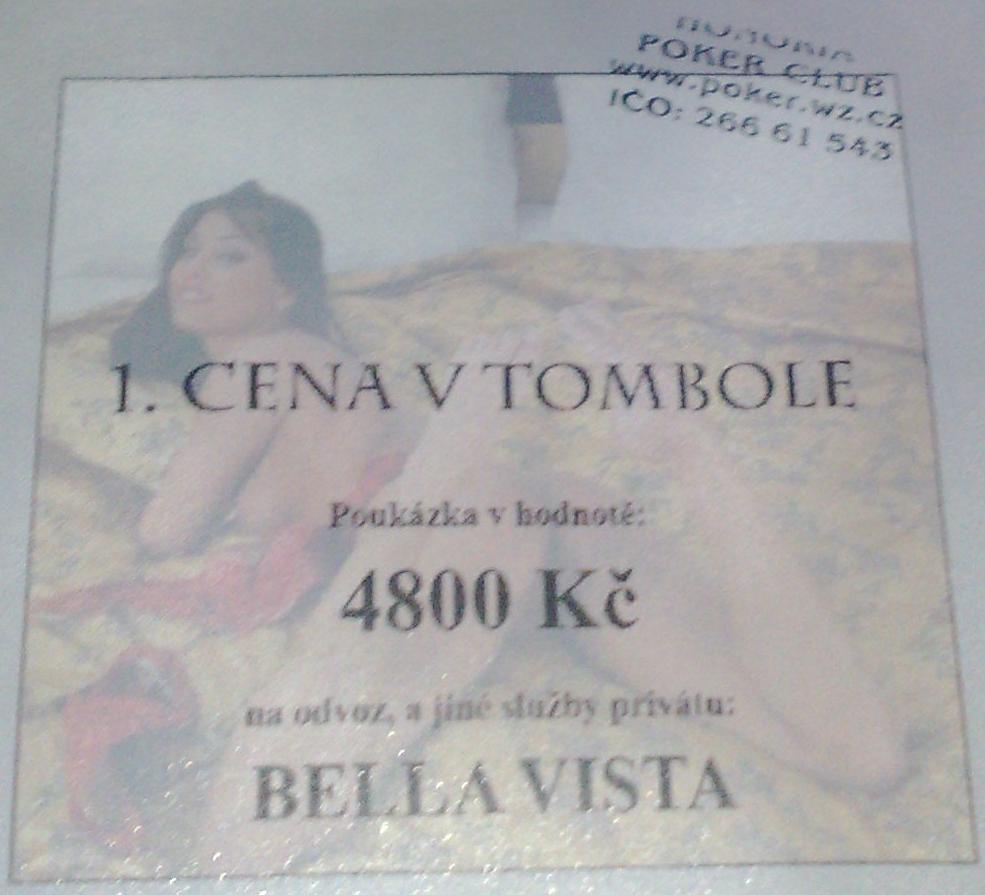 POKER CLUB
www.poker.wz.cz
IČO: 266 61 543
1. CENA V TOMBOLE
Poukázka v hodnotě:
4800 Kč
na odvoz, a jiné služby privátu:
BELLA VISTA